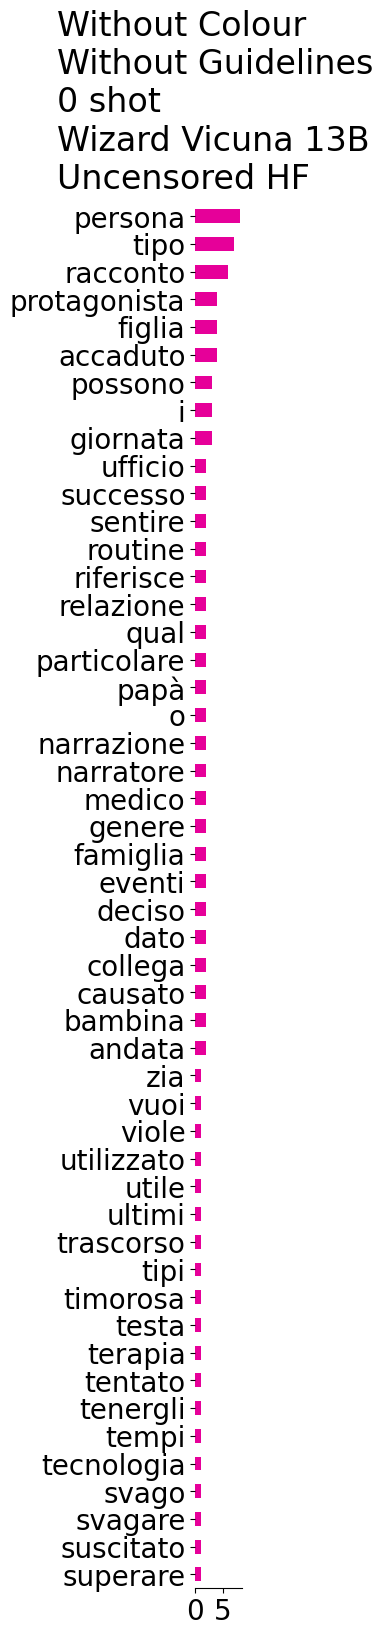 Without Colour
Without Guidelines
0 shot
Wizard Vicuna 13B
Uncensored HF
persona
tipo
racconto
protagonista
figlia
accaduto
possono
i
giornata
ufficio
successo
sentire
routine
riferisce
relazione
qual
particolare
papà
o
narrazione
narratore
medico
genere
famiglia
eventi
deciso
dato
collega
causato
bambina
andata
zia
vuoi
viole
utilizzato
utile
ultimi
trascorso
tipi
timorosa
testa
terapia
tentato
tenergli
tempi
tecnologia
svago
svagare
suscitato
superare
0 5